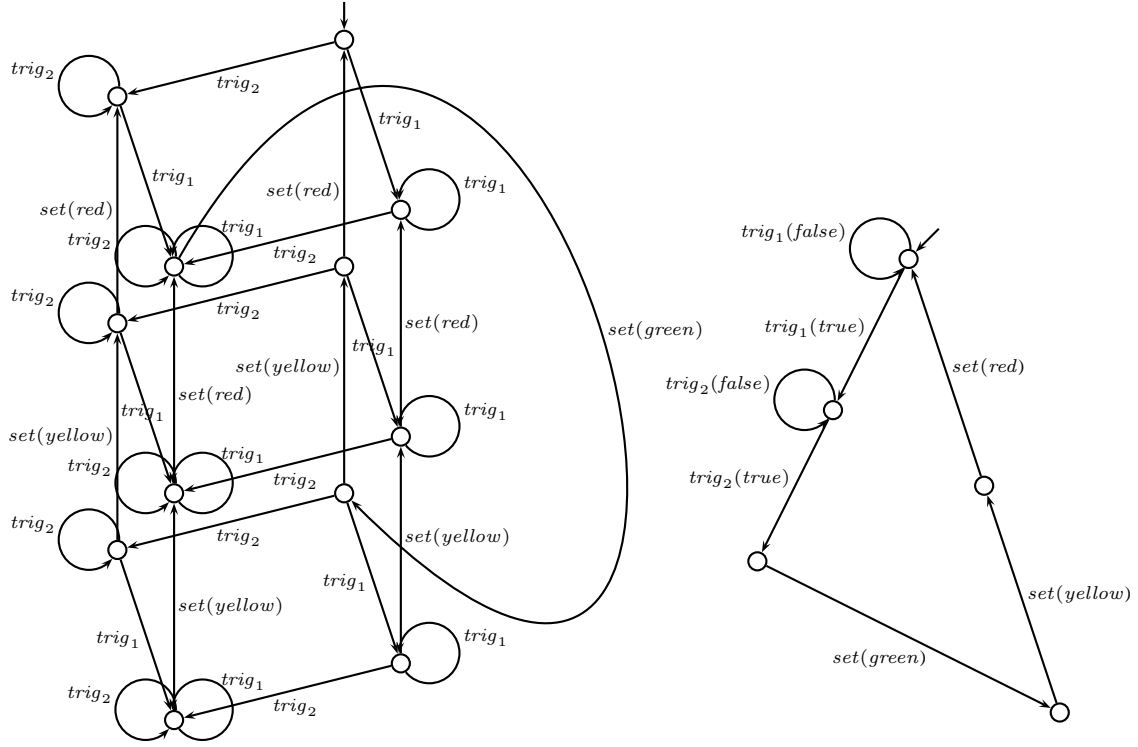 trig₂
trig₂
trig₁
trig₁
trig₁
set(red)
set(red)
trig₁
trig₂
trig₂
trig₁(false)
trig₂
trig₂
set(red)
set(green)
trig₁(true)
trig₁
set(yellow)
set(red)
set(red)
trig₂(false)
trig₁
trig₁
set(yellow)
trig₁
trig₂
trig₂
trig₂(true)
trig₂
trig₂
set(yellow)
trig₁
set(yellow)
set(yellow)
trig₁
trig₁
set(green)
trig₁
trig₂
trig₂